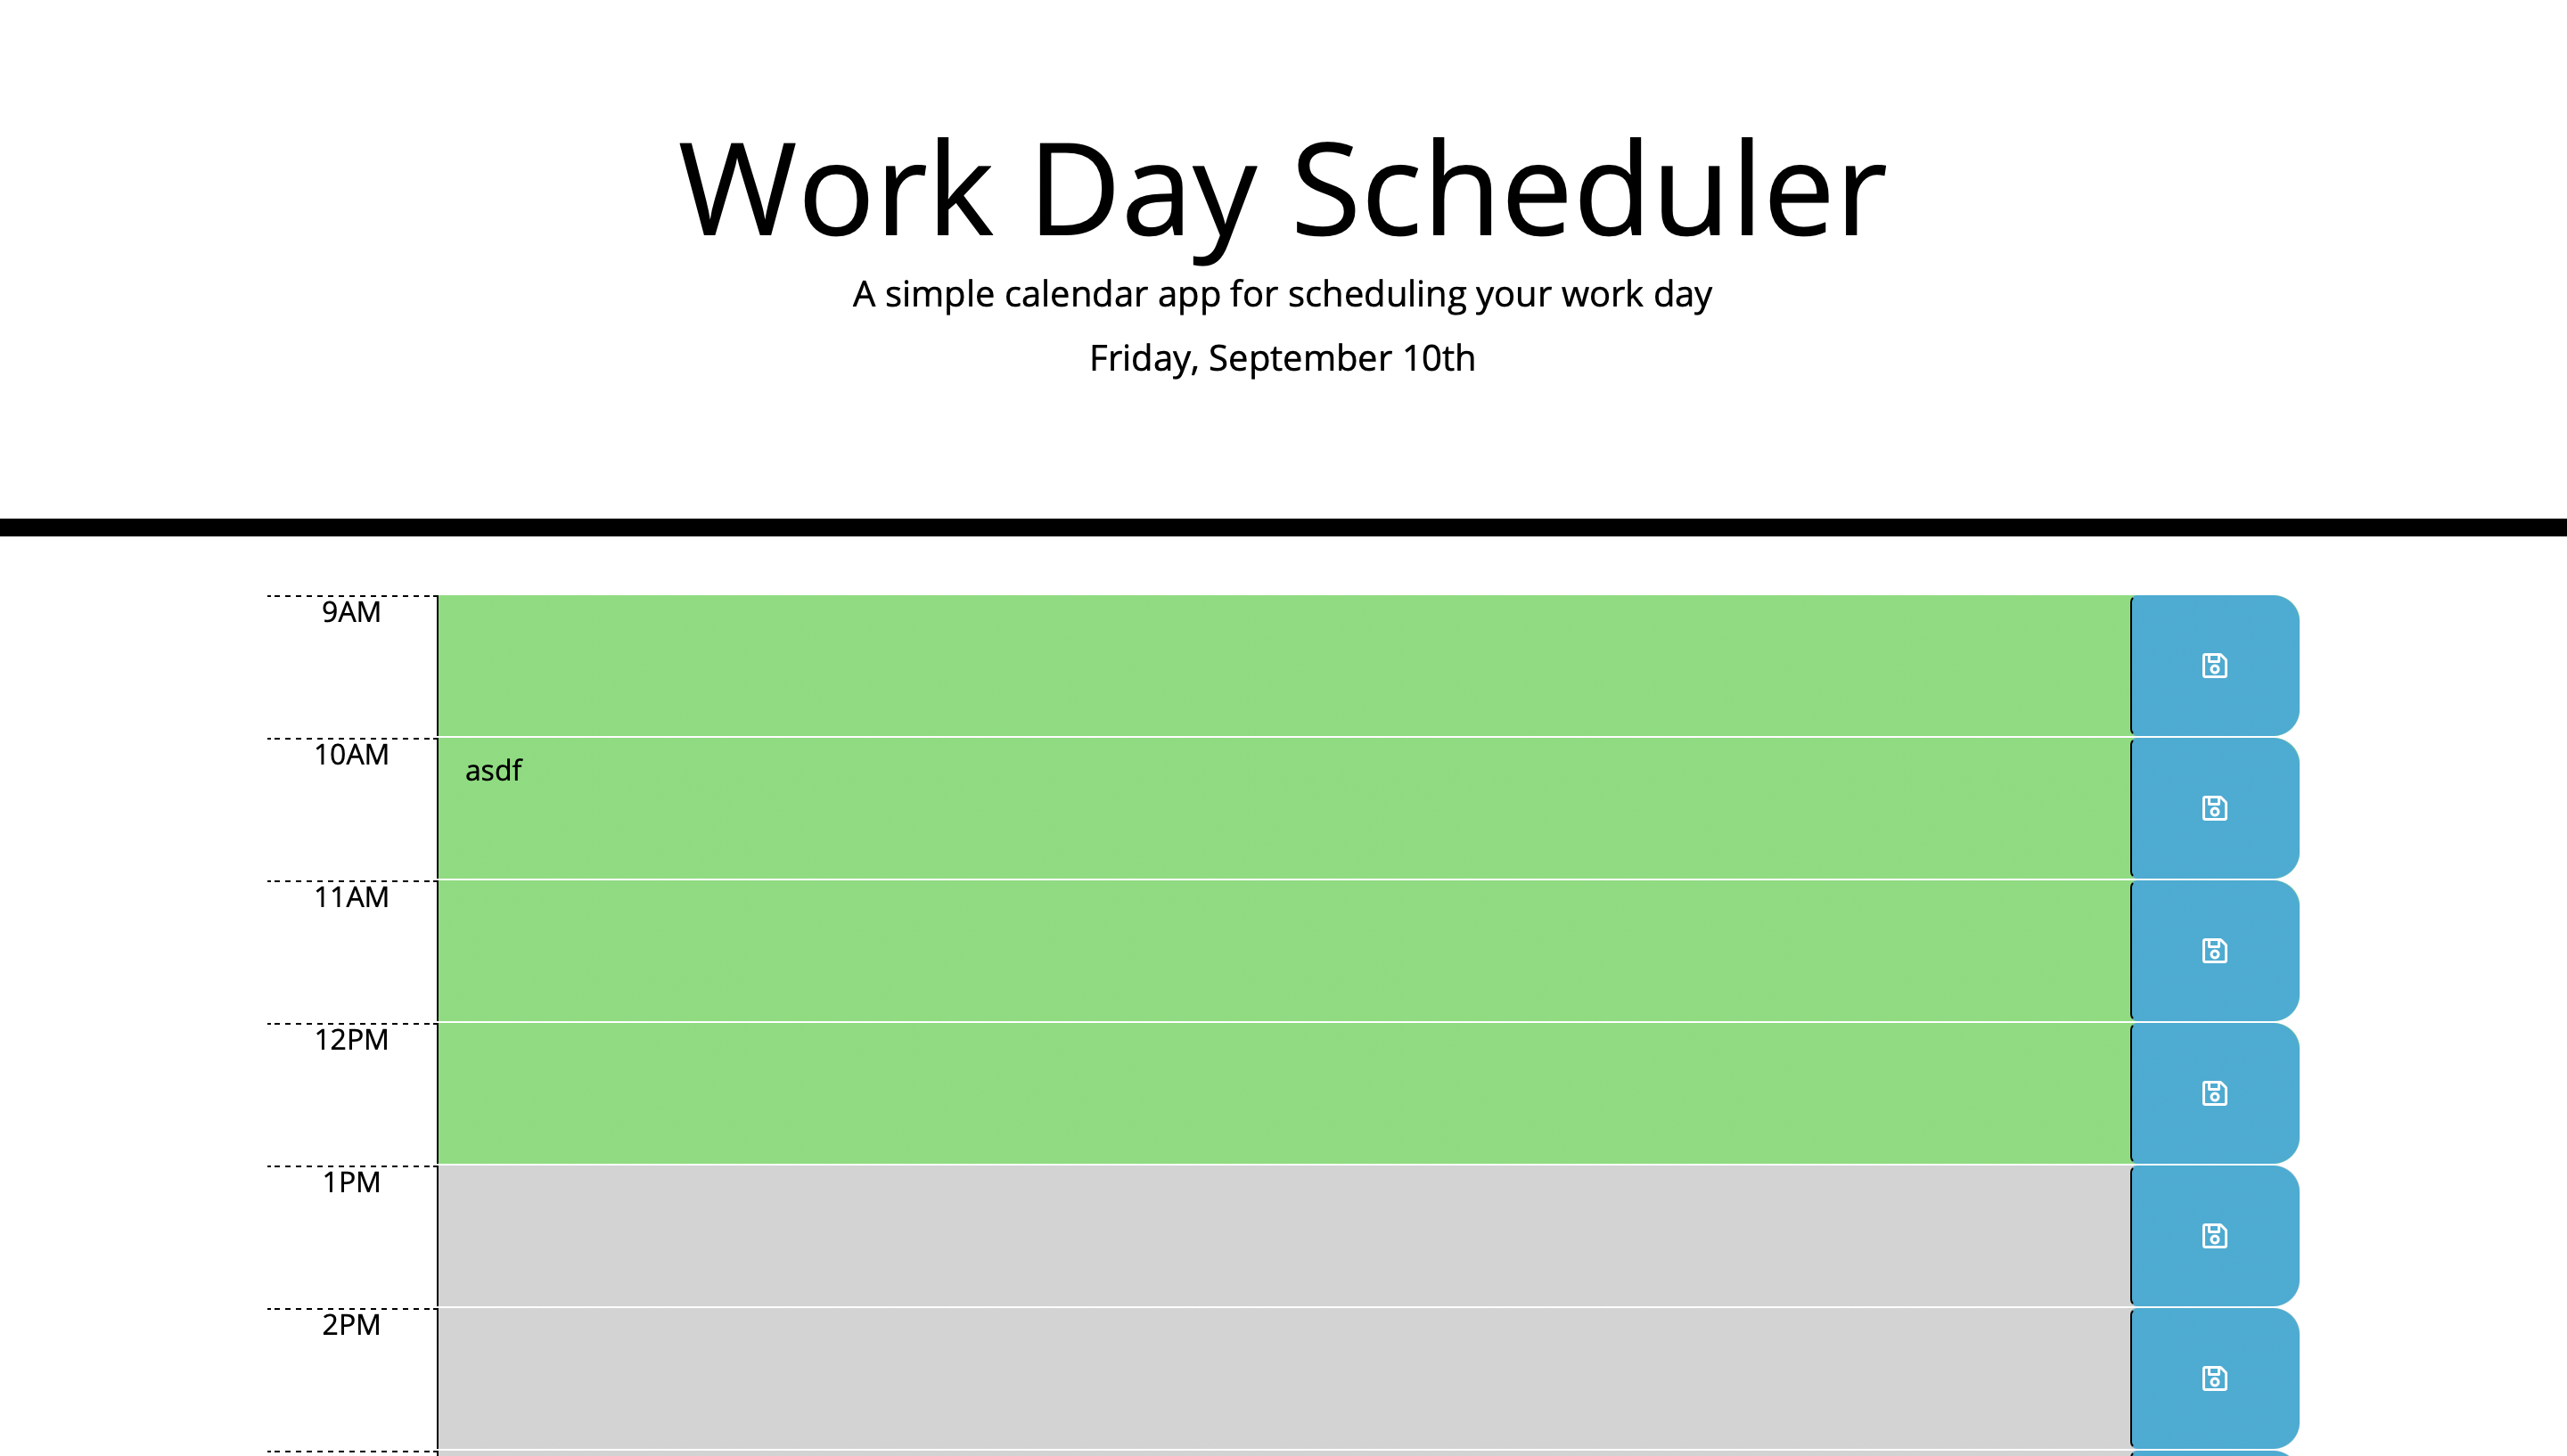 Work Day Scheduler
A simple calendar app for scheduling your work day
Friday, September 10th
9AM
10AM
asdf
11AM
12PM
1PM
2PM